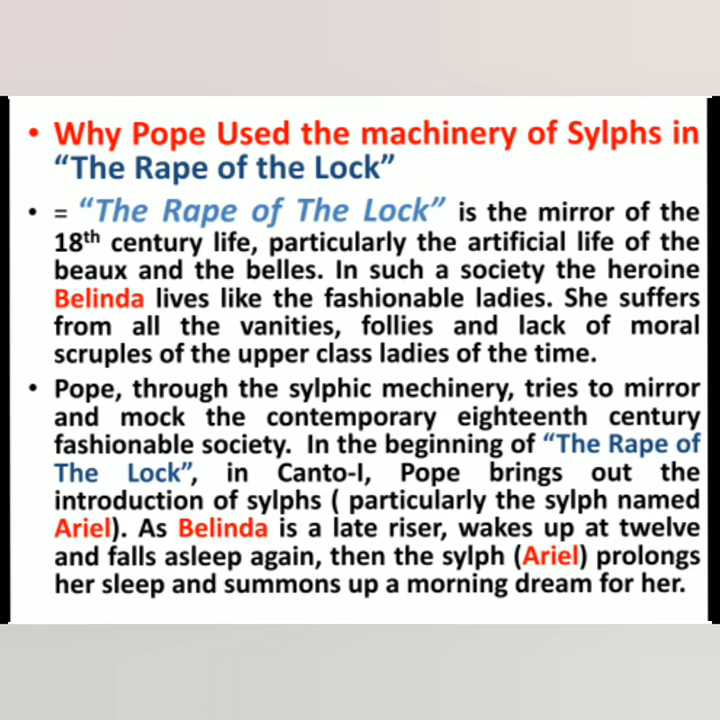 • Why Pope Used the machinery of Sylphs in
“The Rape of the Lock”
• = “The Rape of The Lock” is the mirror of the
18th century life, particularly the artificial life of the
beaux and the belles. In such a society the heroine
Belinda lives like the fashionable ladies. She suffers
from all the vanities, follies and lack of moral
scruples of the upper class ladies of the time.
• Pope, through the sylphic mechinery, tries to mirror
and mock the contemporary eighteenth century
fashionable society. In the beginning of “The Rape of
The Lock”, in Canto-I, Pope brings out the
introduction of sylphs ( particularly the sylph named
Ariel). As Belinda is a late riser, wakes up at twelve
and falls asleep again, then the sylph (Ariel) prolongs
her sleep and summons up a morning dream for her.